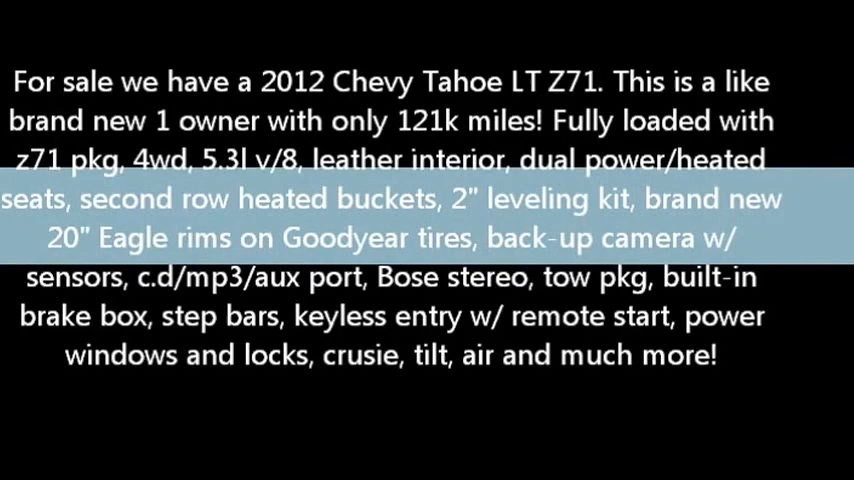 For sale we have a 2012 Chevy Tahoe LT Z71. This is a like
brand new 1 owner with only 121k miles! Fully loaded with
z71 pkg, 4wd, 5.3l v/8, leather interior, dual power/heated
seats, second row heated buckets, 2" leveling kit, brand new
20" Eagle rims on Goodyear tires, back-up camera w/
sensors, c.d/mp3/aux port, Bose stereo, tow pkg, built-in
brake box, step bars, keyless entry w/ remote start, power
windows and locks, crusie, tilt, air and much more!